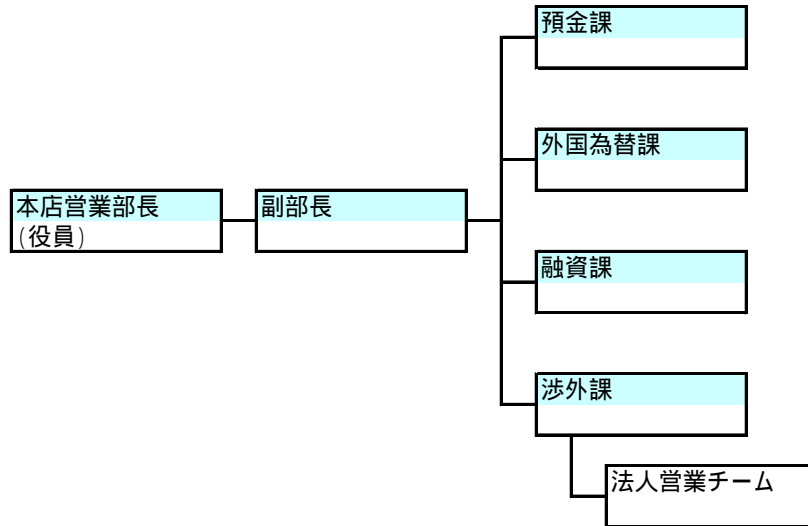 預金課
外国為替課
本店営業部長
(役員)
副部長
融資課
渉外課
法人営業チーム